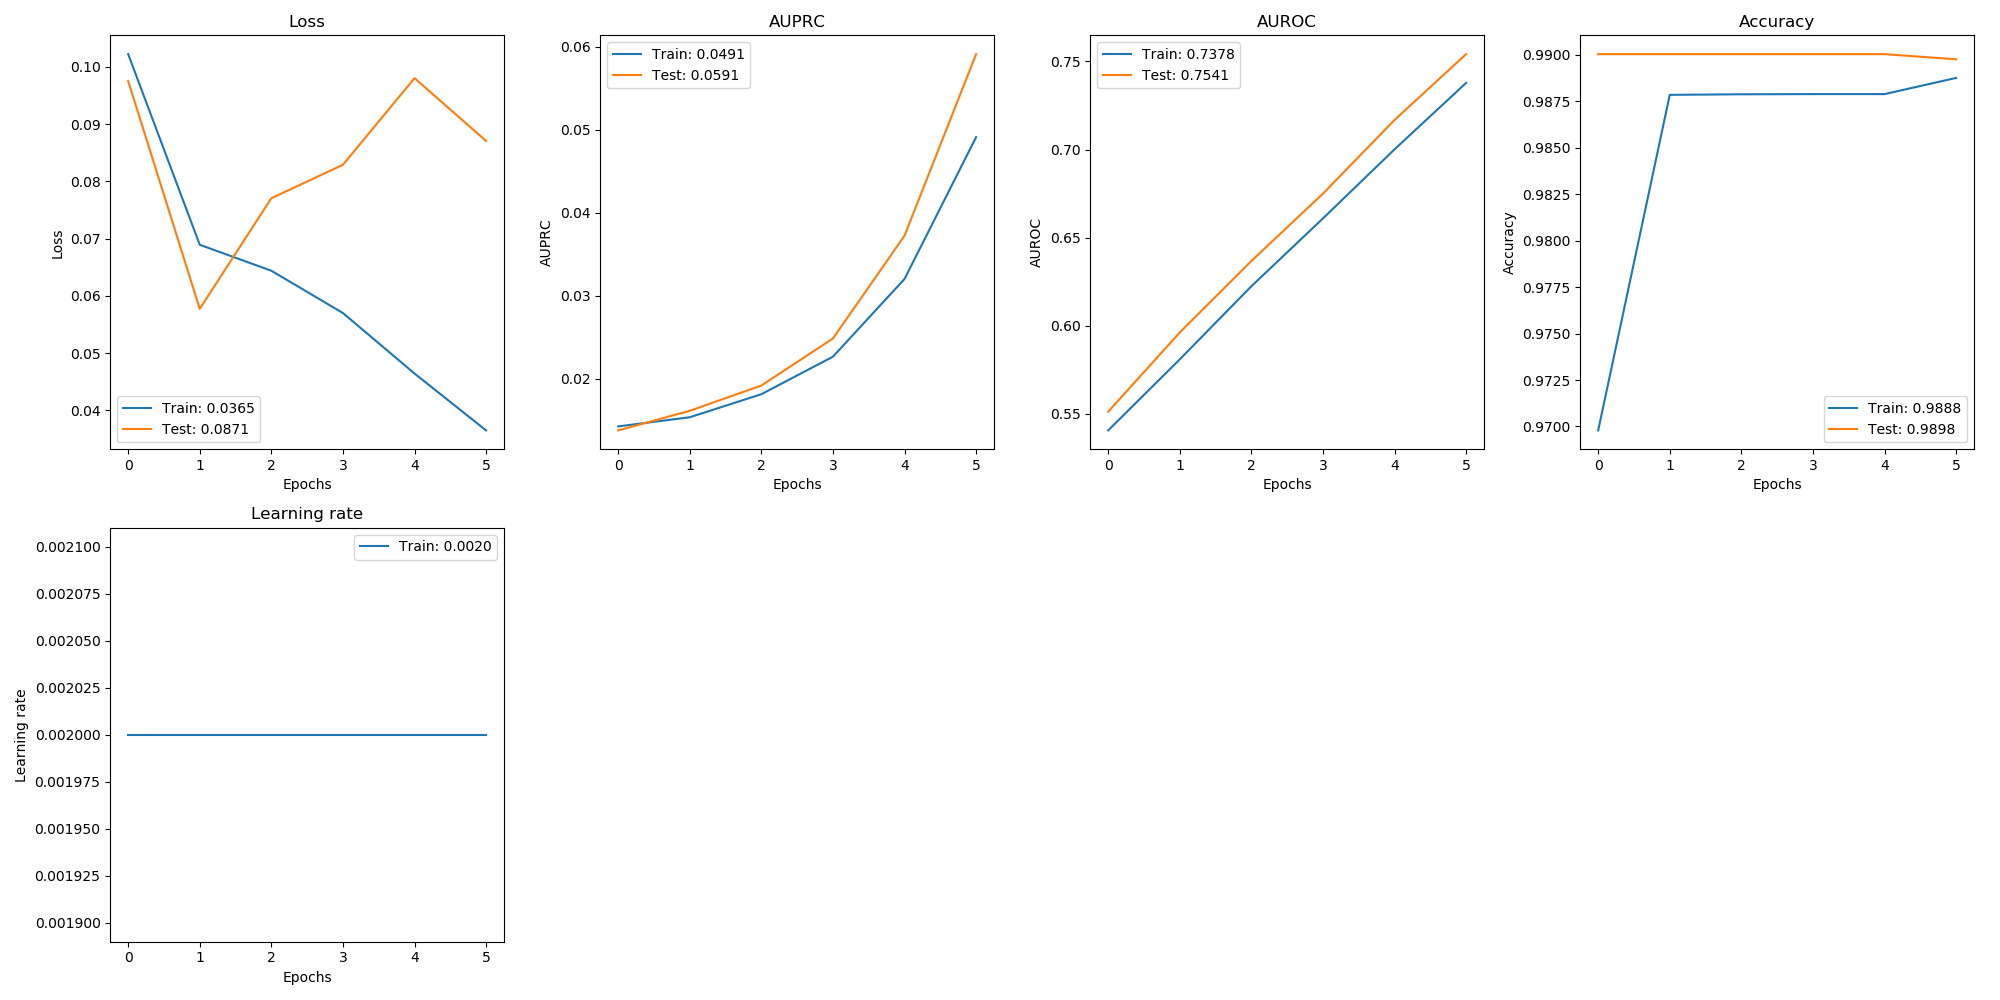 Loss
0.10
0.09
0.08
0.07
0.06
0.05
0.04
Loss
Train: 0.0365
Test: 0.0871
0 1 2 3 4 5
Epochs
AUPRC
0.06
0.05
0.04
0.03
0.02
AUPRC
Train: 0.0491
Test: 0.0591
0 1 2 3 4 5
Epochs
AUROC
0.75
0.70
0.65
0.60
0.55
AUROC
Train: 0.7378
Test: 0.7541
0 1 2 3 4 5
Epochs
Accuracy
0.9900
0.9875
0.9850
0.9825
0.9800
0.9775
0.9750
0.9725
0.9700
Accuracy
Train: 0.9888
Test: 0.9898
0 1 2 3 4 5
Epochs
Learning rate
0.002100
0.002075
0.002050
0.002025
0.002000
0.001975
0.001950
0.001925
0.001900
Learning rate
Train: 0.0020
0 1 2 3 4 5
Epochs